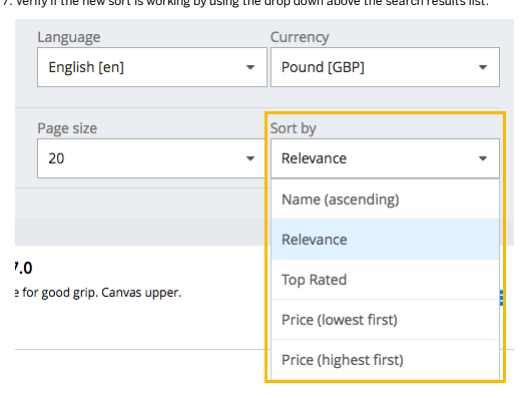 7. Verify if the new sort is working by using the drop down above the search results list.
Language
Currency
English [en]
Pound [GBP]
Page size
Sort by
20
Relevance
Name (ascending)
Relevance
7.0
Top Rated
e for good grip. Canvas upper.
Price (lowest first)
Price (highest first)